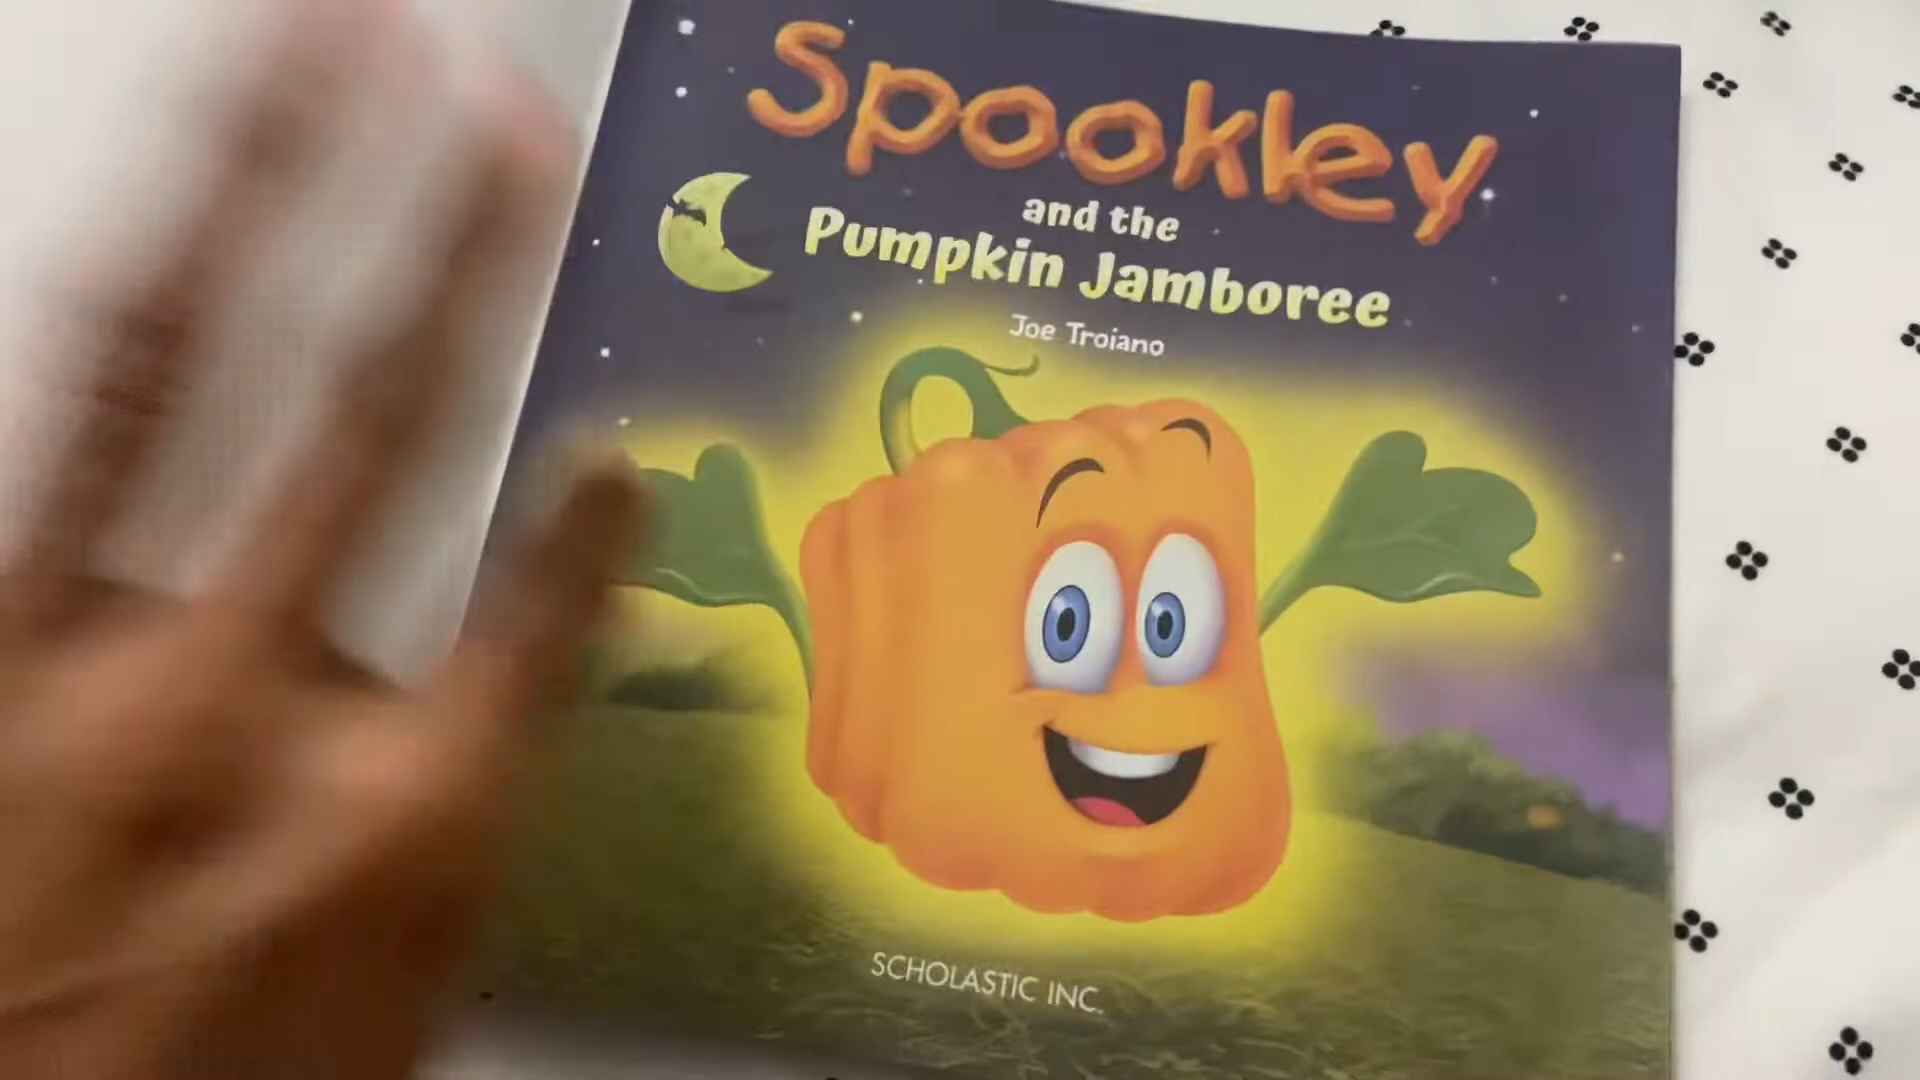 Spookley
and the
Pumpkin Jamboree
Joe Troiano
SCHOLASTIC INC.